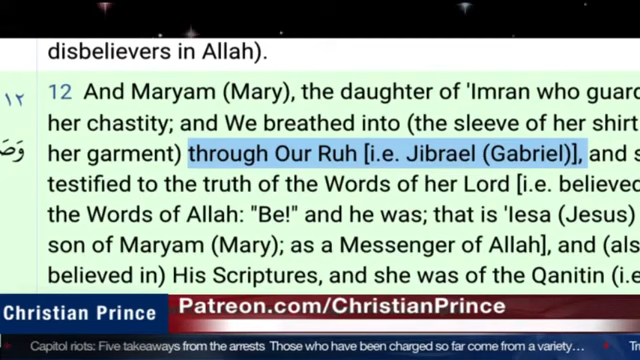 disbelievers in Allah).
12 And Maryam (Mary), the daughter of 'Imran who guard
١٢
her chastity; and We breathed into (the sleeve of her shirt
her garment) through Our Ruh [i.e. Jibrael (Gabriel)], and s
testified to the truth of the Words of her Lord [i.e. believed
the Words of Allah: "Be!" and he was; that is 'Iesa (Jesus)
son of Maryam (Mary); as a Messenger of Allah], and (als
believed in) His Scriptures, and she was of the Qanitin (i.e
Christian Prince
Patreon.com/ChristianPrince
Capitol riots: Five takeaways from the arrests Those who have been charged so far come from a variety…